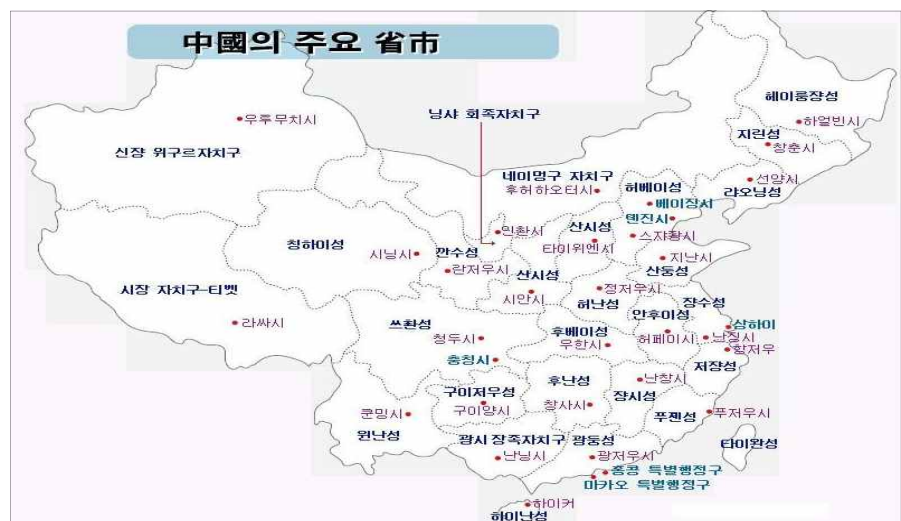 中國의 주요 省市
헤이룽쟝성
하얼빈시
닝샤 회족자치구
우루무치시
지린성
창춘시
신쟝 위구르자치구
네이멍구 자치구
후허하오터시
허베이성
선양시
랴오닝성
베이징시
톈진시
인촨시
산시성
스쟈좡시
칭하이성
시닝시
깐수성
타이위엔시
지난시
란저우시
산시성
산둥성
시장 자치구-티벳
시안시
정저우시
허난성
쟝수성
안후이성
라싸시
쓰촨성
후베이성
상하이
청두시
우한시
허페이시
난징시
항저우
충칭시
저쟝성
후난성
난창시
구이저우성
쟝시성
쿤밍시
구이양시
창사시
푸젠성
푸저우시
윈난성
광시 장족자치구
광둥성
타이완성
난닝시
광저우시
홍콩 특별행정구
마카오 특별행정구
하이커
하이난성